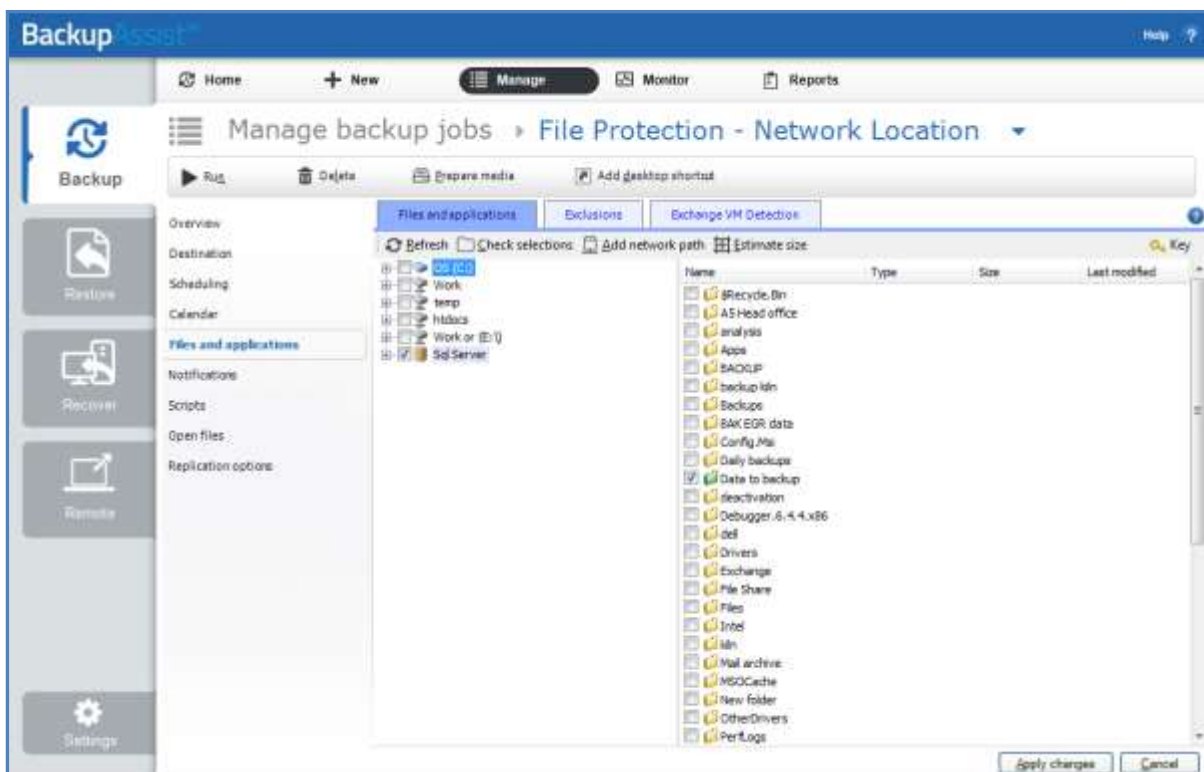 BackupAssist™
Help ?
Home
New
Manage
Monitor
Reports
Manage backup jobs
File Protection - Network Location
Backup
Restore
Recover
Remote
Settings
Run
Delete
Prepare media
Add desktop shortcut
Overview
Destination
Scheduling
Calendar
Files and applications
Notifications
Scripts
Open files
Replication options
Files and applications
Exclusions
Exchange VM Detection
Refresh
Check selections
Add network path
Estimate size
Key
OS (C:)
Work
temp
htdocs
Work or (E:\)
Sql Server
Name
Type
Size
Last modified
$Recycle.Bin
A5 Head office
analysis
Apps
BACKUP
backup kln
Backups
BAK EGR data
Config.Msi
Daily backups
Data to backup
deactivation
Debugger.6.4.4.x86
dell
Drivers
Exchange
File Share
Files
Intel
kln
Mail archive
MSOCache
New folder
OtherDrivers
PerfLogs
Apply changes
Cancel